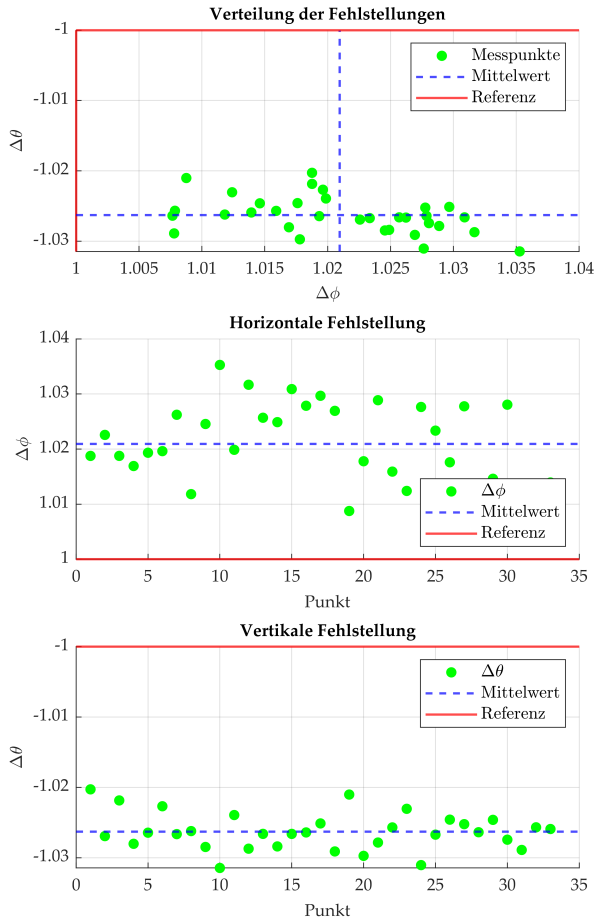 Verteilung der Fehlstellungen
-1
-1.01
-1.02
-1.03
Δθ
Messpunkte
Mittelwert
Referenz
1 1.005 1.01 1.015 1.02 1.025 1.03 1.035 1.04
Δϕ
Horizontale Fehlstellung
1.04
1.03
1.02
1.01
1
Δϕ
Δϕ
Mittelwert
Referenz
0 5 10 15 20 25 30 35
Punkt
Vertikale Fehlstellung
-1
-1.01
-1.02
-1.03
Δθ
Δθ
Mittelwert
Referenz
0 5 10 15 20 25 30 35
Punkt